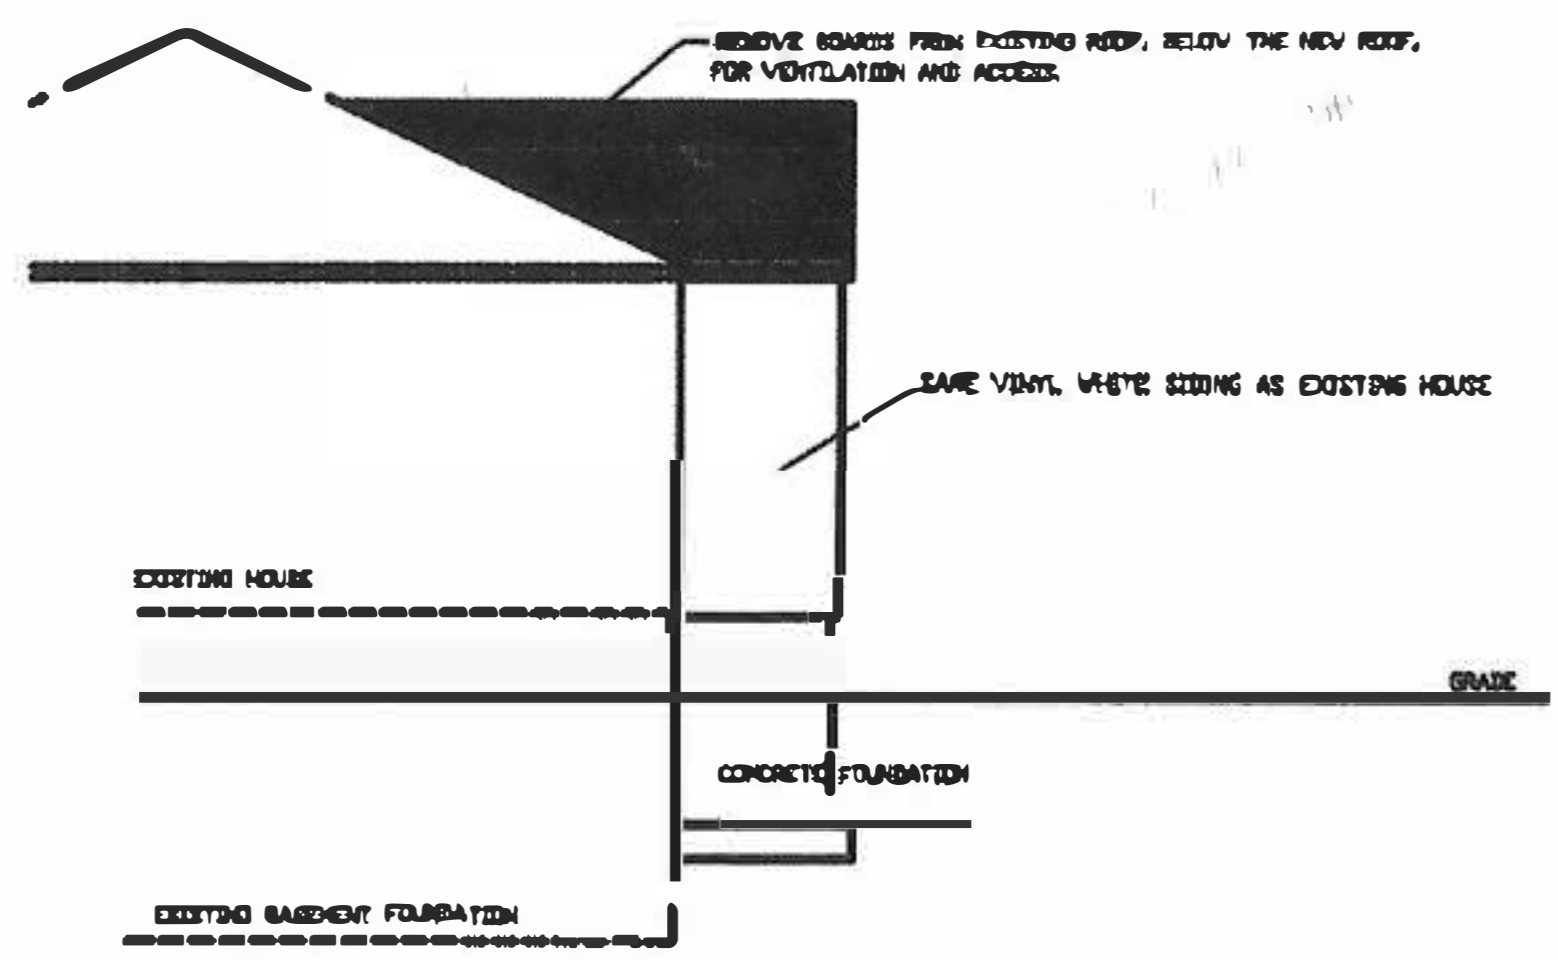 REMOVE BOARDS FROM EXISTING ROOF, BELOW THE NEW ROOF,
FOR VENTILATION AND ACCESS.
SAME VINYL WHITE SIDING AS EXISTING HOUSE
EXISTING HOUSE
GRADE
CONCRETE FOUNDATION
EXISTING BASEMENT FOUNDATION